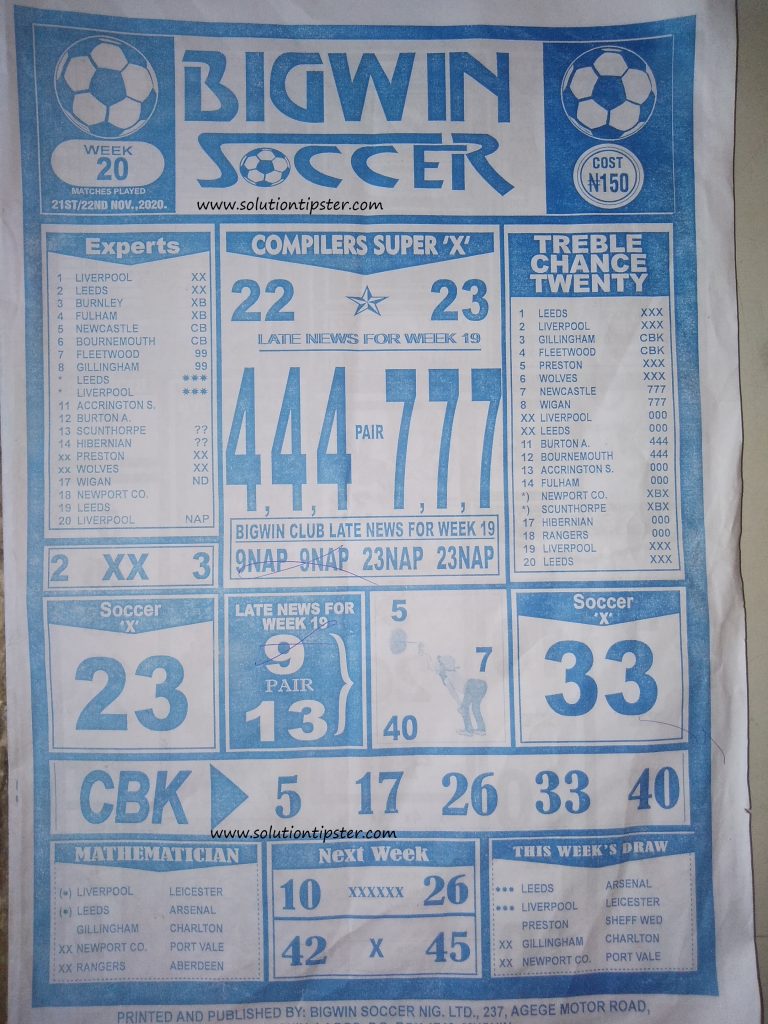 BIGWIN
SOCCER
WEEK
20
MATCHES PLAYED
21ST/22ND NOV., 2020.
COST
₦150
www.solutiontipster.com
Experts
1 LIVERPOOL XX
2 LEEDS XX
3 BURNLEY XB
4 FULHAM XB
5 NEWCASTLE CB
6 BOURNEMOUTH CB
7 FLEETWOOD 99
8 GILLINGHAM 99
* LEEDS ***
* LIVERPOOL ***
11 ACCRINGTON S.
12 BURTON A.
13 SCUNTHORPE ??
14 HIBERNIAN ??
xx PRESTON XX
xx WOLVES XX
17 WIGAN ND
18 NEWPORT CO.
19 LEEDS
20 LIVERPOOL NAP
2 XX 3
COMPILERS SUPER 'X'
22 ★ 23
LATE NEWS FOR WEEK 19
4,4,4 PAIR 7,7,7
BIGWIN CLUB LATE NEWS FOR WEEK 19
9NAP 9NAP 23NAP 23NAP
TREBLE
CHANCE
TWENTY
1 LEEDS XXX
2 LIVERPOOL XXX
3 GILLINGHAM CBK
4 FLEETWOOD CBK
5 PRESTON XXX
6 WOLVES XXX
7 NEWCASTLE 777
8 WIGAN 777
XX LIVERPOOL 000
XX LEEDS 000
11 BURTON A. 444
12 BOURNEMOUTH 444
13 ACCRINGTON S. 000
14 FULHAM 000
*) NEWPORT CO. XBX
*) SCUNTHORPE XBX
17 HIBERNIAN 000
18 RANGERS 000
19 LIVERPOOL XXX
20 LEEDS XXX
Soccer
'X'
23
LATE NEWS FOR
WEEK 19
9
PAIR
13
5
7
40
Soccer
'X'
33
CBK 5 17 26 33 40
www.solutiontipster.com
MATHEMATICIAN
(*) LIVERPOOL LEICESTER
(*) LEEDS ARSENAL
GILLINGHAM CHARLTON
XX NEWPORT CO. PORT VALE
XX RANGERS ABERDEEN
Next Week
10 XXXXXX 26
42 X 45
THIS WEEK'S DRAW
*** LEEDS ARSENAL
*** LIVERPOOL LEICESTER
PRESTON SHEFF WED
XX GILLINGHAM CHARLTON
XX NEWPORT CO. PORT VALE
PRINTED AND PUBLISHED BY: BIGWIN SOCCER NIG. LTD., 237, AGEGE MOTOR ROAD,